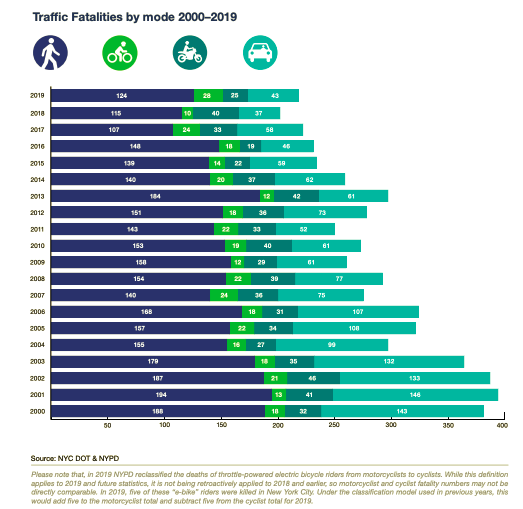 Traffic Fatalities by mode 2000–2019
2019 124 28 25 43
2018 115 10 40 37
2017 107 24 33 58
2016 148 18 19 46
2015 139 14 22 59
2014 140 20 37 62
2013 184 12 42 61
2012 151 18 36 73
2011 143 22 33 52
2010 153 19 40 61
2009 158 12 29 61
2008 154 22 39 77
2007 140 24 36 75
2006 168 18 31 107
2005 157 22 34 108
2004 155 16 27 99
2003 179 18 35 132
2002 187 21 46 133
2001 194 13 41 146
2000 188 18 32 143
50 100 150 200 250 300 350 400
Source: NYC DOT & NYPD
Please note that, in 2019 NYPD reclassified the deaths of throttle-powered electric bicycle riders from motorcyclists to cyclists. While this definition
applies to 2019 and future statistics, it is not being retroactively applied to 2018 and earlier, so motorcyclist and cyclist fatality numbers may not be
directly comparable. In 2019, five of these “e-bike” riders were killed in New York City. Under the classification model used in previous years, this
would add five to the motorcyclist total and subtract five from the cyclist total for 2019.